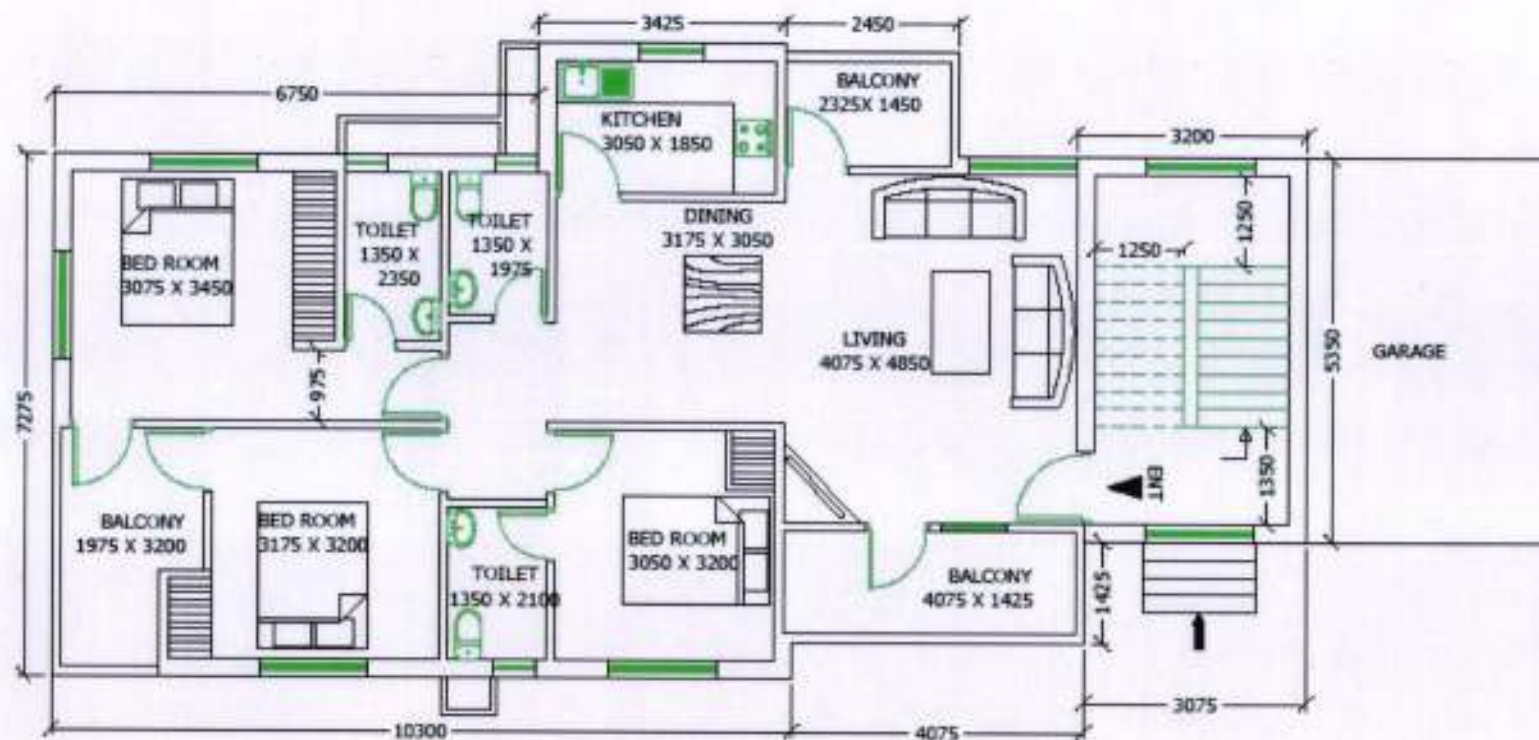 3425
2450
6750
3200
BALCONY
2325X 1450
KITCHEN
3050 X 1850
DINING
3175 X 3050
TOILET
1350 X
2350
TOILET
1350 X
1975
BED ROOM
3075 X 3450
1250
1250
LIVING
4075 X 4850
5350
GARAGE
7275
975
ENT
1350
BALCONY
1975 X 3200
BED ROOM
3175 X 3200
TOILET
1350 X 2100
BED ROOM
3050 X 3200
BALCONY
4075 X 1425
1425
10300
4075
3075